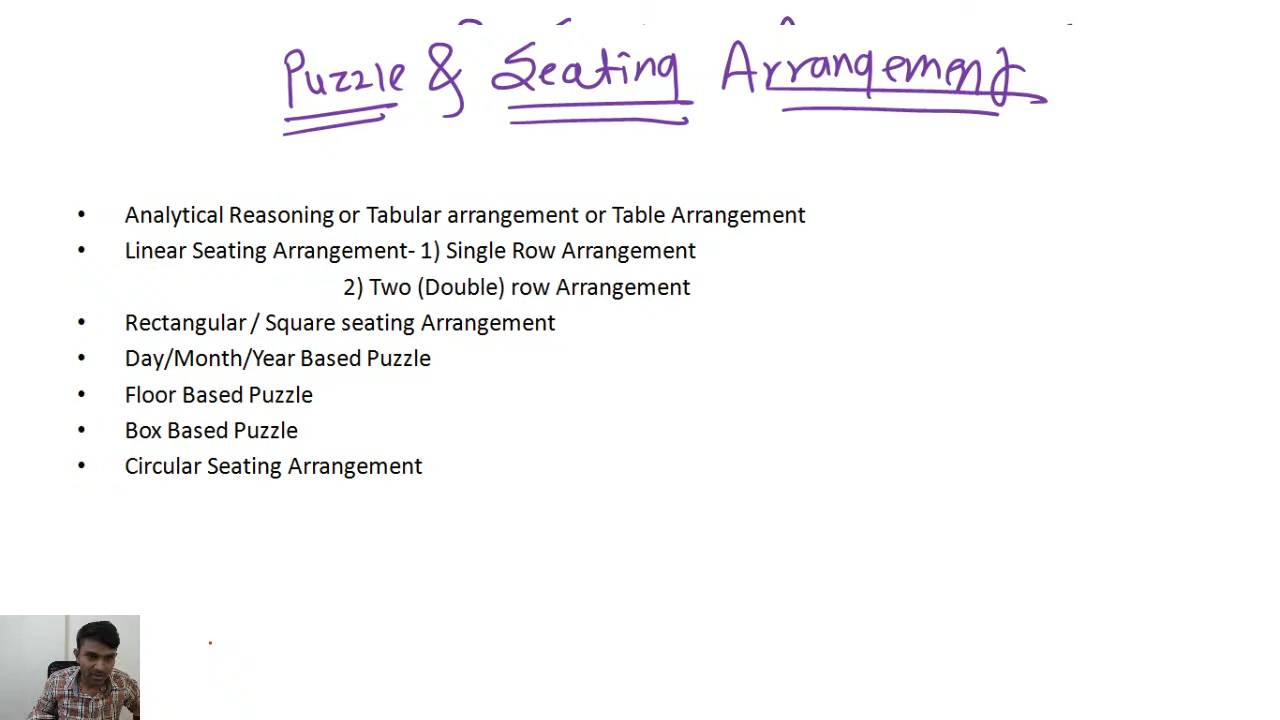 Puzzle & Seating Arrangement
• Analytical Reasoning or Tabular arrangement or Table Arrangement
• Linear Seating Arrangement- 1) Single Row Arrangement
2) Two (Double) row Arrangement
• Rectangular / Square seating Arrangement
• Day/Month/Year Based Puzzle
• Floor Based Puzzle
• Box Based Puzzle
• Circular Seating Arrangement